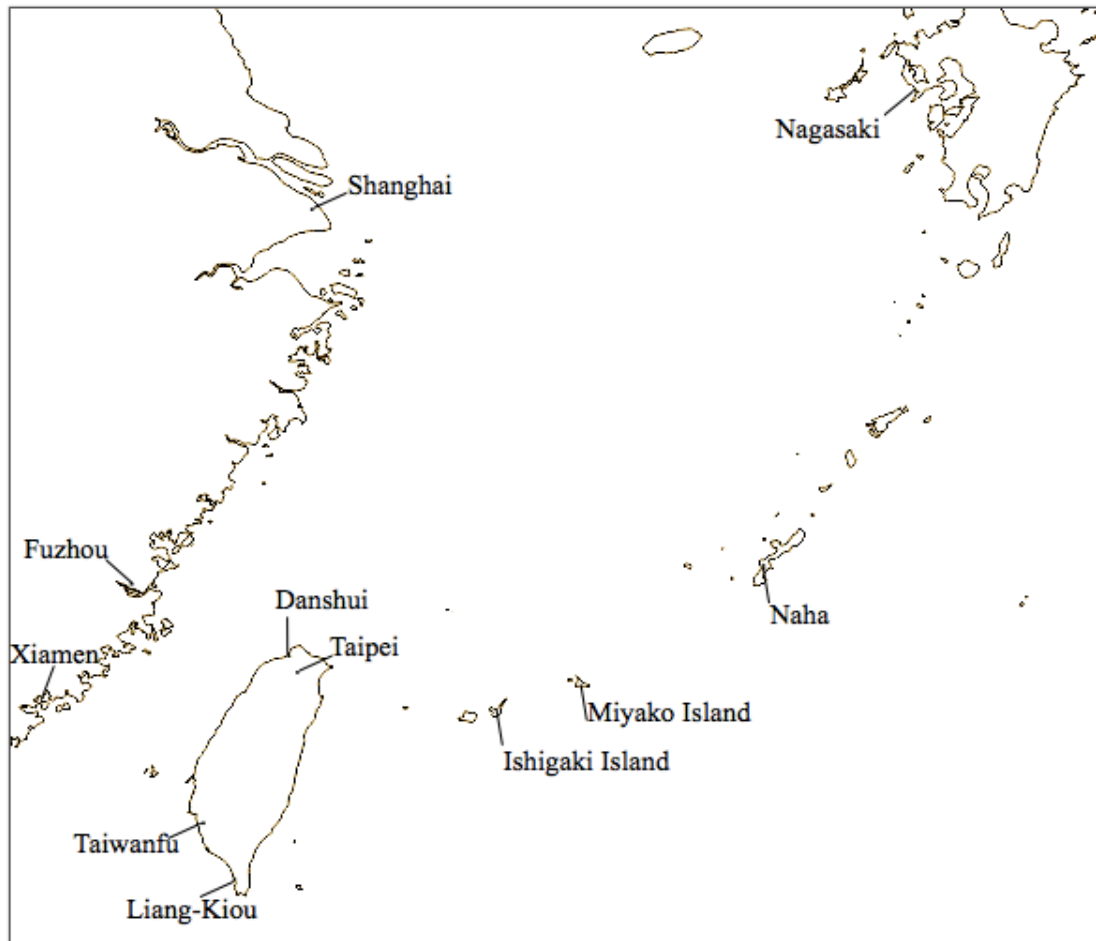 Nagasaki
Shanghai
Fuzhou
Danshui
Naha
Taipei
Xiamen
Miyako Island
Ishigaki Island
Taiwanfu
Liang-Kiou